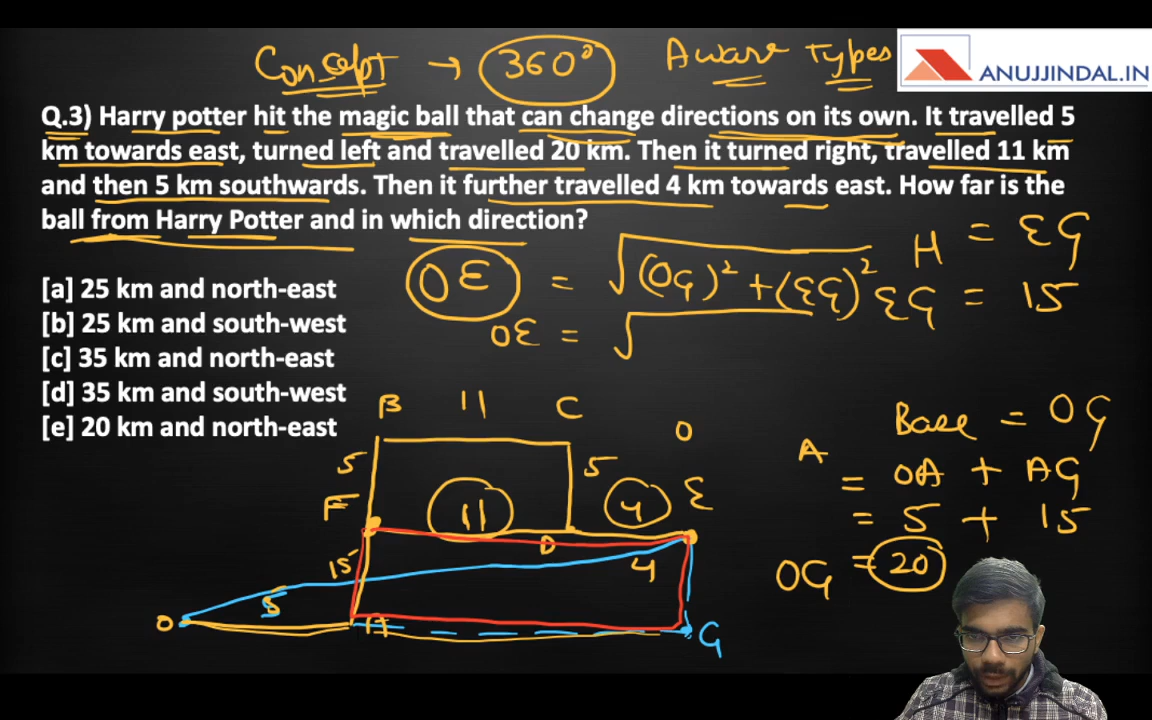 Concept → 360° Aware Types
ANUJJINDAL.IN
Q.3) Harry potter hit the magic ball that can change directions on its own. It travelled 5
km towards east, turned left and travelled 20 km. Then it turned right, travelled 11 km
and then 5 km southwards. Then it further travelled 4 km towards east. How far is the
ball from Harry Potter and in which direction?
H = EG
OE = √(OG)² + (EG)² EG = 15
OE = √
[a] 25 km and north-east
[b] 25 km and south-west
[c] 35 km and north-east
[d] 35 km and south-west
[e] 20 km and north-east
B 11 C
O
Base = OG
A
= OA + AG
= 5 + 15
OG = 20
5 5
F 11 4 E
D
15 4
5
O A G